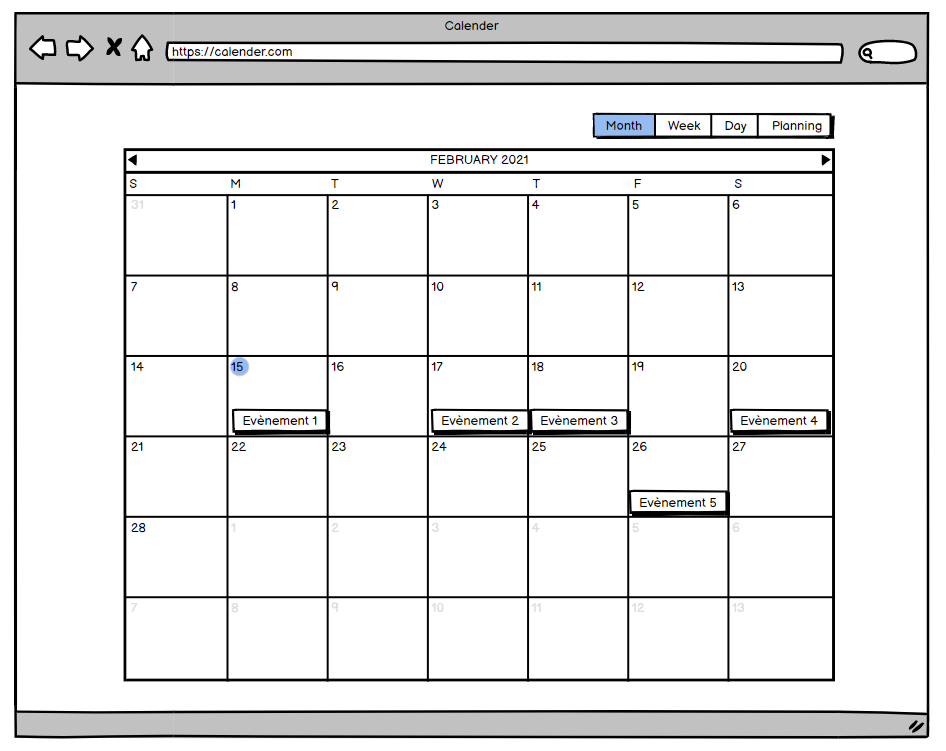 Calender
https://calender.com
Month Week Day Planning
FEBRUARY 2021
S M T W T F S
31 1 2 3 4 5 6
7 8 9 10 11 12 13
14 15 16 17 18 19 20
Evènement 1 Evènement 2 Evènement 3 Evènement 4
21 22 23 24 25 26 27
Evènement 5
28 1 2 3 4 5 6
7 8 9 10 11 12 13